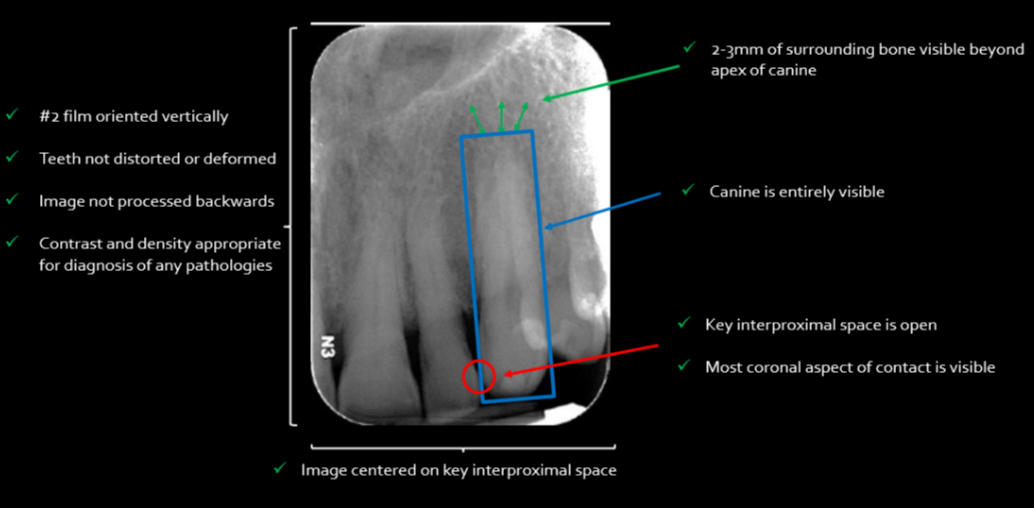 #2 film oriented vertically
Teeth not distorted or deformed
Image not processed backwards
Contrast and density appropriate
for diagnosis of any pathologies
N3
2-3mm of surrounding bone visible beyond
apex of canine
Canine is entirely visible
Key interproximal space is open
Most coronal aspect of contact is visible
Image centered on key interproximal space